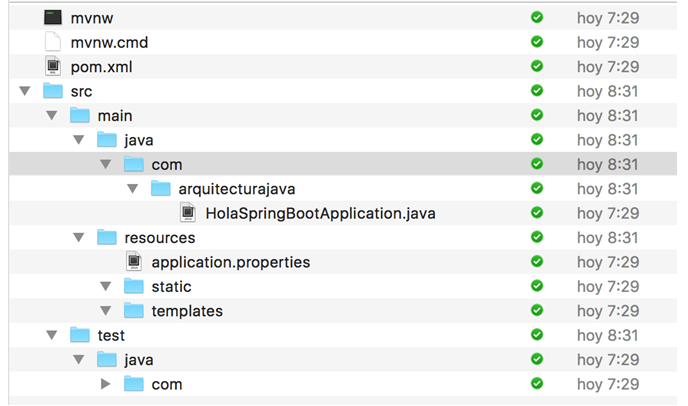 mvnw hoy 7:29
mvnw.cmd hoy 7:29
pom.xml hoy 7:29
src hoy 8:31
main hoy 8:31
java hoy 8:31
com hoy 8:31
arquitecturajava hoy 8:31
HolaSpringBootApplication.java hoy 7:29
resources hoy 8:31
application.properties hoy 7:29
static hoy 7:29
templates hoy 7:29
test hoy 8:31
java hoy 7:29
com hoy 7:29